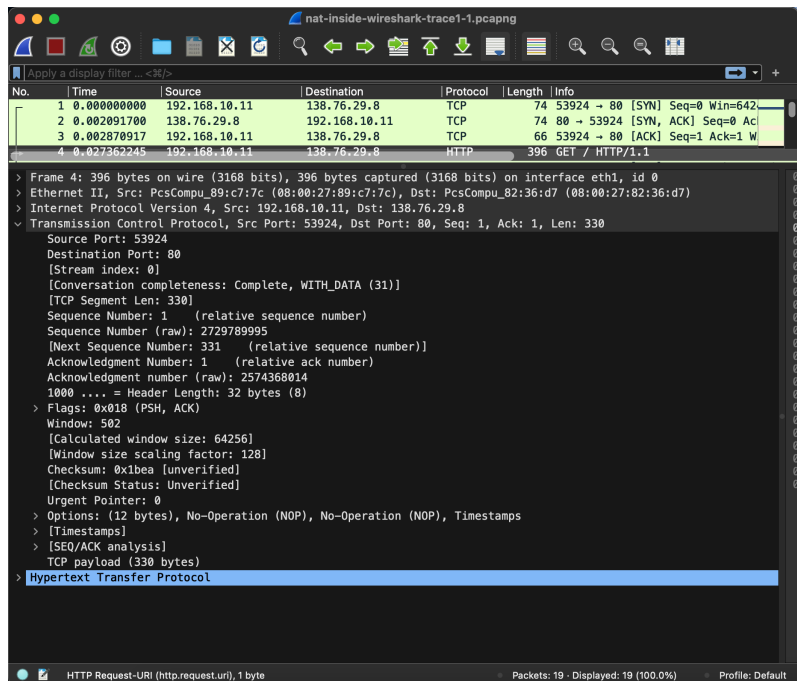 nat-inside-wireshark-trace1-1.pcapng
Apply a display filter ... <⌘/>
No. Time Source Destination Protocol Length Info
1 0.000000000 192.168.10.11 138.76.29.8 TCP 74 53924 → 80 [SYN] Seq=0 Win=642
2 0.002091700 138.76.29.8 192.168.10.11 TCP 74 80 → 53924 [SYN, ACK] Seq=0 Ac
3 0.002870917 192.168.10.11 138.76.29.8 TCP 66 53924 → 80 [ACK] Seq=1 Ack=1 W
4 0.027362245 192.168.10.11 138.76.29.8 HTTP 396 GET / HTTP/1.1
> Frame 4: 396 bytes on wire (3168 bits), 396 bytes captured (3168 bits) on interface eth1, id 0
> Ethernet II, Src: PcsCompu_89:c7:7c (08:00:27:89:c7:7c), Dst: PcsCompu_82:36:d7 (08:00:27:82:36:d7)
> Internet Protocol Version 4, Src: 192.168.10.11, Dst: 138.76.29.8
Transmission Control Protocol, Src Port: 53924, Dst Port: 80, Seq: 1, Ack: 1, Len: 330
Source Port: 53924
Destination Port: 80
[Stream index: 0]
[Conversation completeness: Complete, WITH_DATA (31)]
[TCP Segment Len: 330]
Sequence Number: 1 (relative sequence number)
Sequence Number (raw): 2729789995
[Next Sequence Number: 331 (relative sequence number)]
Acknowledgment Number: 1 (relative ack number)
Acknowledgment number (raw): 2574368014
1000 .... = Header Length: 32 bytes (8)
> Flags: 0x018 (PSH, ACK)
Window: 502
[Calculated window size: 64256]
[Window size scaling factor: 128]
Checksum: 0x1bea [unverified]
[Checksum Status: Unverified]
Urgent Pointer: 0
> Options: (12 bytes), No-Operation (NOP), No-Operation (NOP), Timestamps
> [Timestamps]
> [SEQ/ACK analysis]
TCP payload (330 bytes)
> Hypertext Transfer Protocol
HTTP Request-URI (http.request.uri), 1 byte
Packets: 19 · Displayed: 19 (100.0%)
Profile: Default